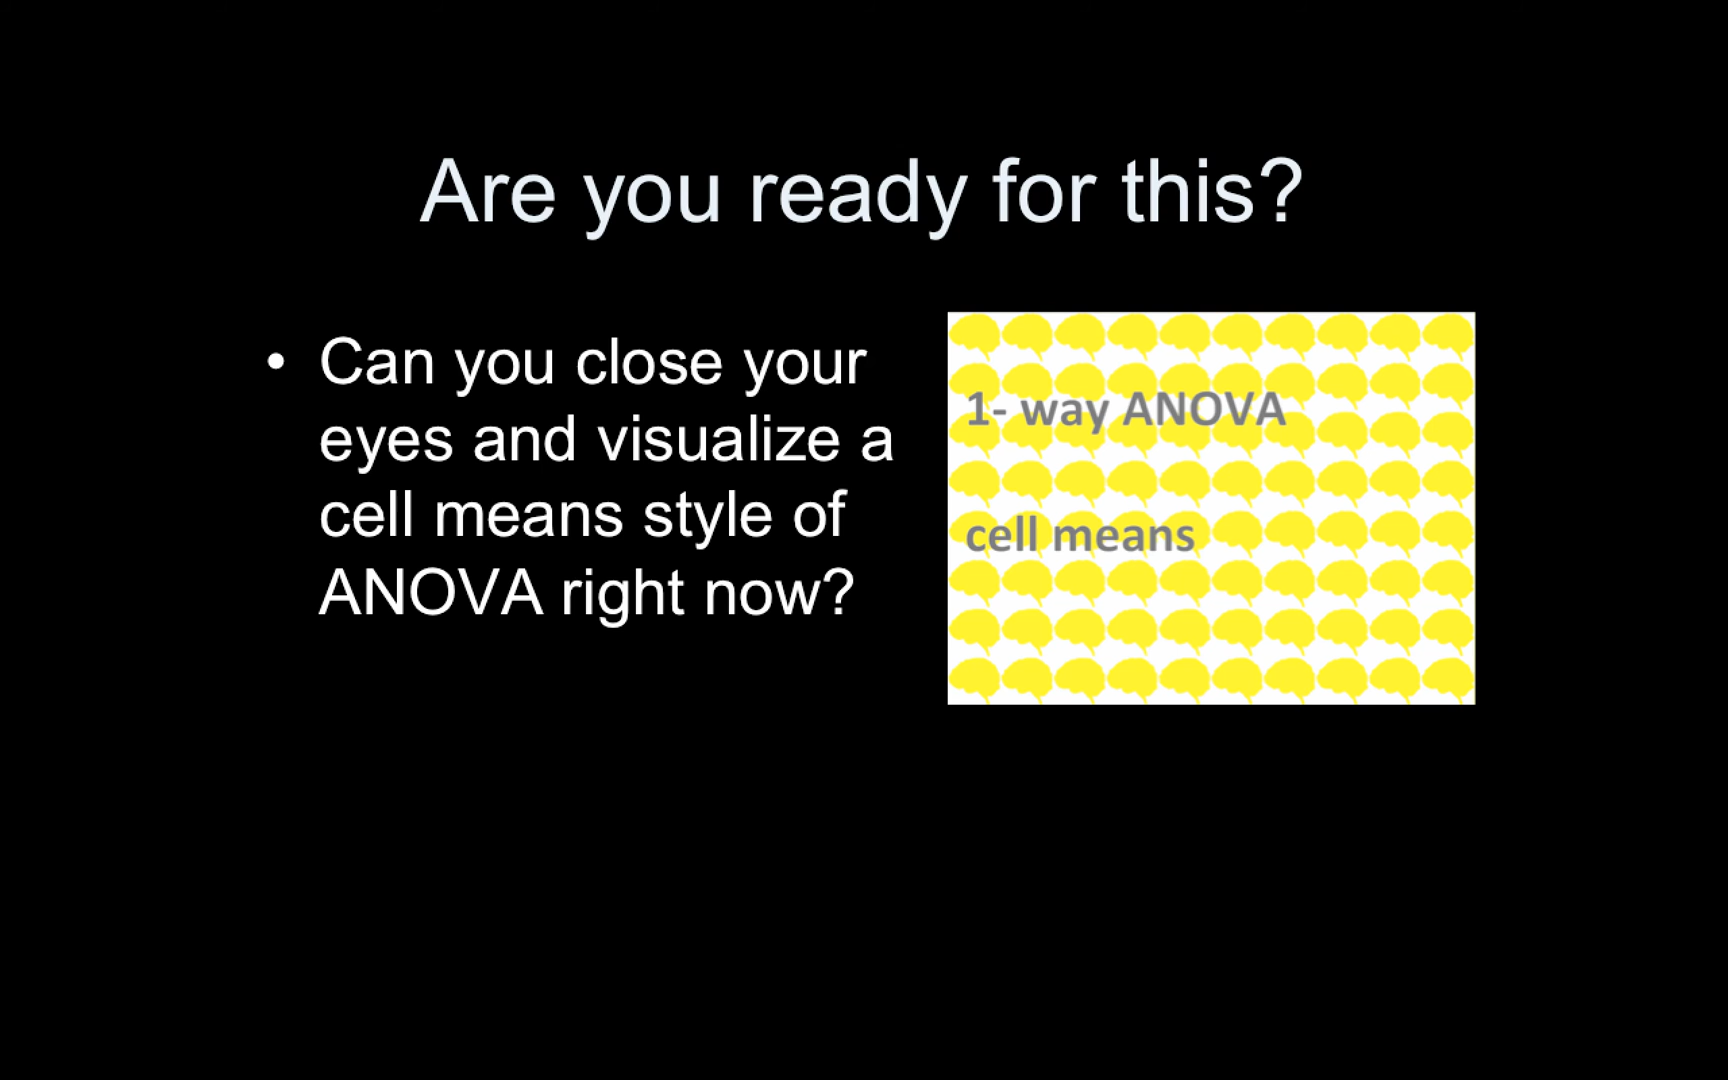 Are you ready for this?
• Can you close your
eyes and visualize a
cell means style of
ANOVA right now?
1- way ANOVA
cell means